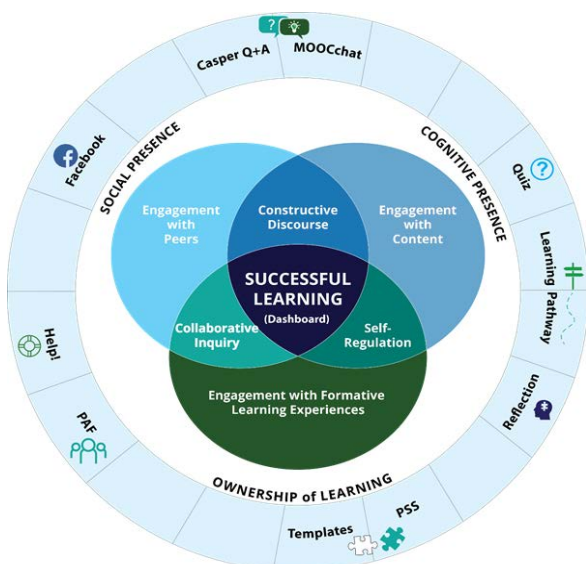 Casper Q+A
?
MOOCchat
Facebook
f
SOCIAL PRESENCE
COGNITIVE PRESENCE
Quiz
?
Learning Pathway
Engagement
with
Peers
Constructive
Discourse
Engagement
with
Content
SUCCESSFUL
LEARNING
(Dashboard)
Collaborative
Inquiry
Self-
Regulation
Engagement with Formative
Learning Experiences
Help!
PAF
Reflection
OWNERSHIP of LEARNING
Templates
PSS